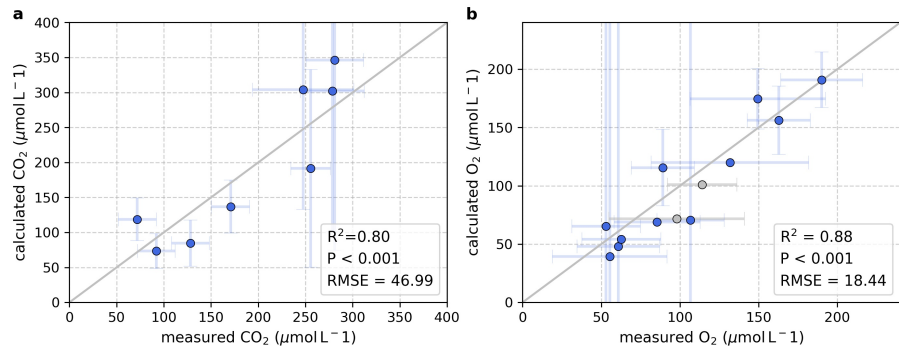 a
400
350
300
250
200
150
100
50
0
calculated CO₂ (μmol L⁻1)
0 50 100 150 200 250 300 350 400
measured CO₂ (μmol L⁻1)
R²=0.80
P < 0.001
RMSE = 46.99
b
200
150
100
50
0
calculated O₂ (μmol L⁻1)
0 50 100 150 200
measured O₂ (μmol L⁻1)
R² = 0.88
P < 0.001
RMSE = 18.44